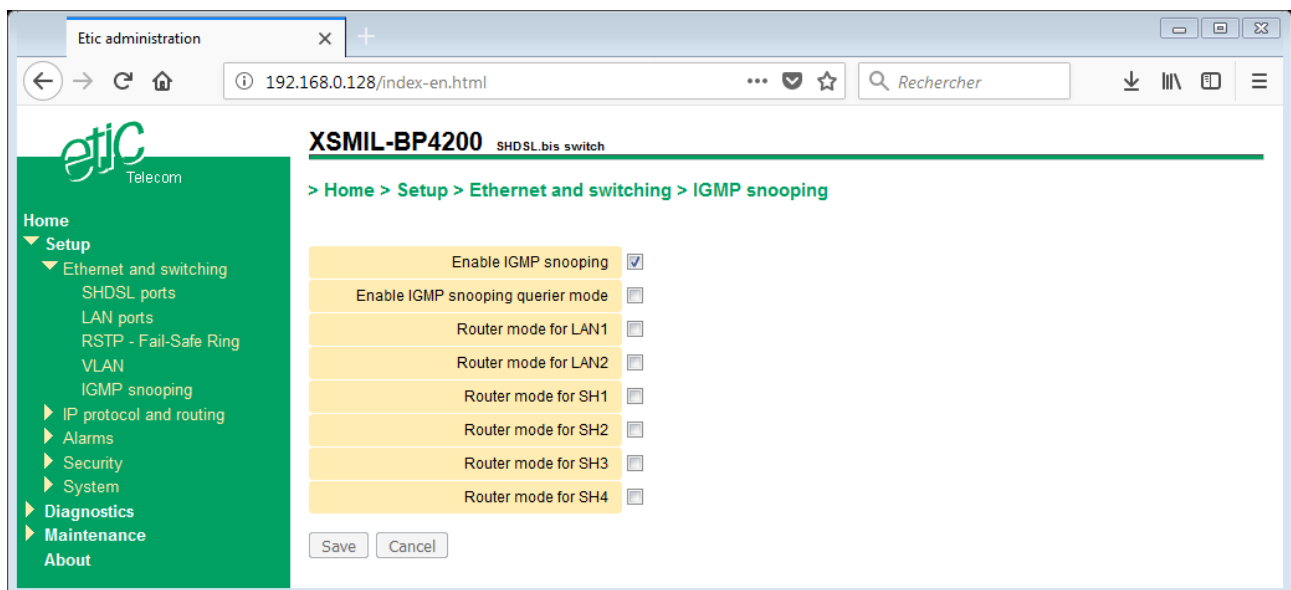 Etic administration
192.168.0.128/index-en.html
Rechercher
etic
Telecom
XSMIL-BP4200 SHDSL.bis switch
> Home > Setup > Ethernet and switching > IGMP snooping
Home
Setup
Ethernet and switching
SHDSL ports
LAN ports
RSTP - Fail-Safe Ring
VLAN
IGMP snooping
IP protocol and routing
Alarms
Security
System
Diagnostics
Maintenance
About
Enable IGMP snooping
Enable IGMP snooping querier mode
Router mode for LAN1
Router mode for LAN2
Router mode for SH1
Router mode for SH2
Router mode for SH3
Router mode for SH4
Save Cancel